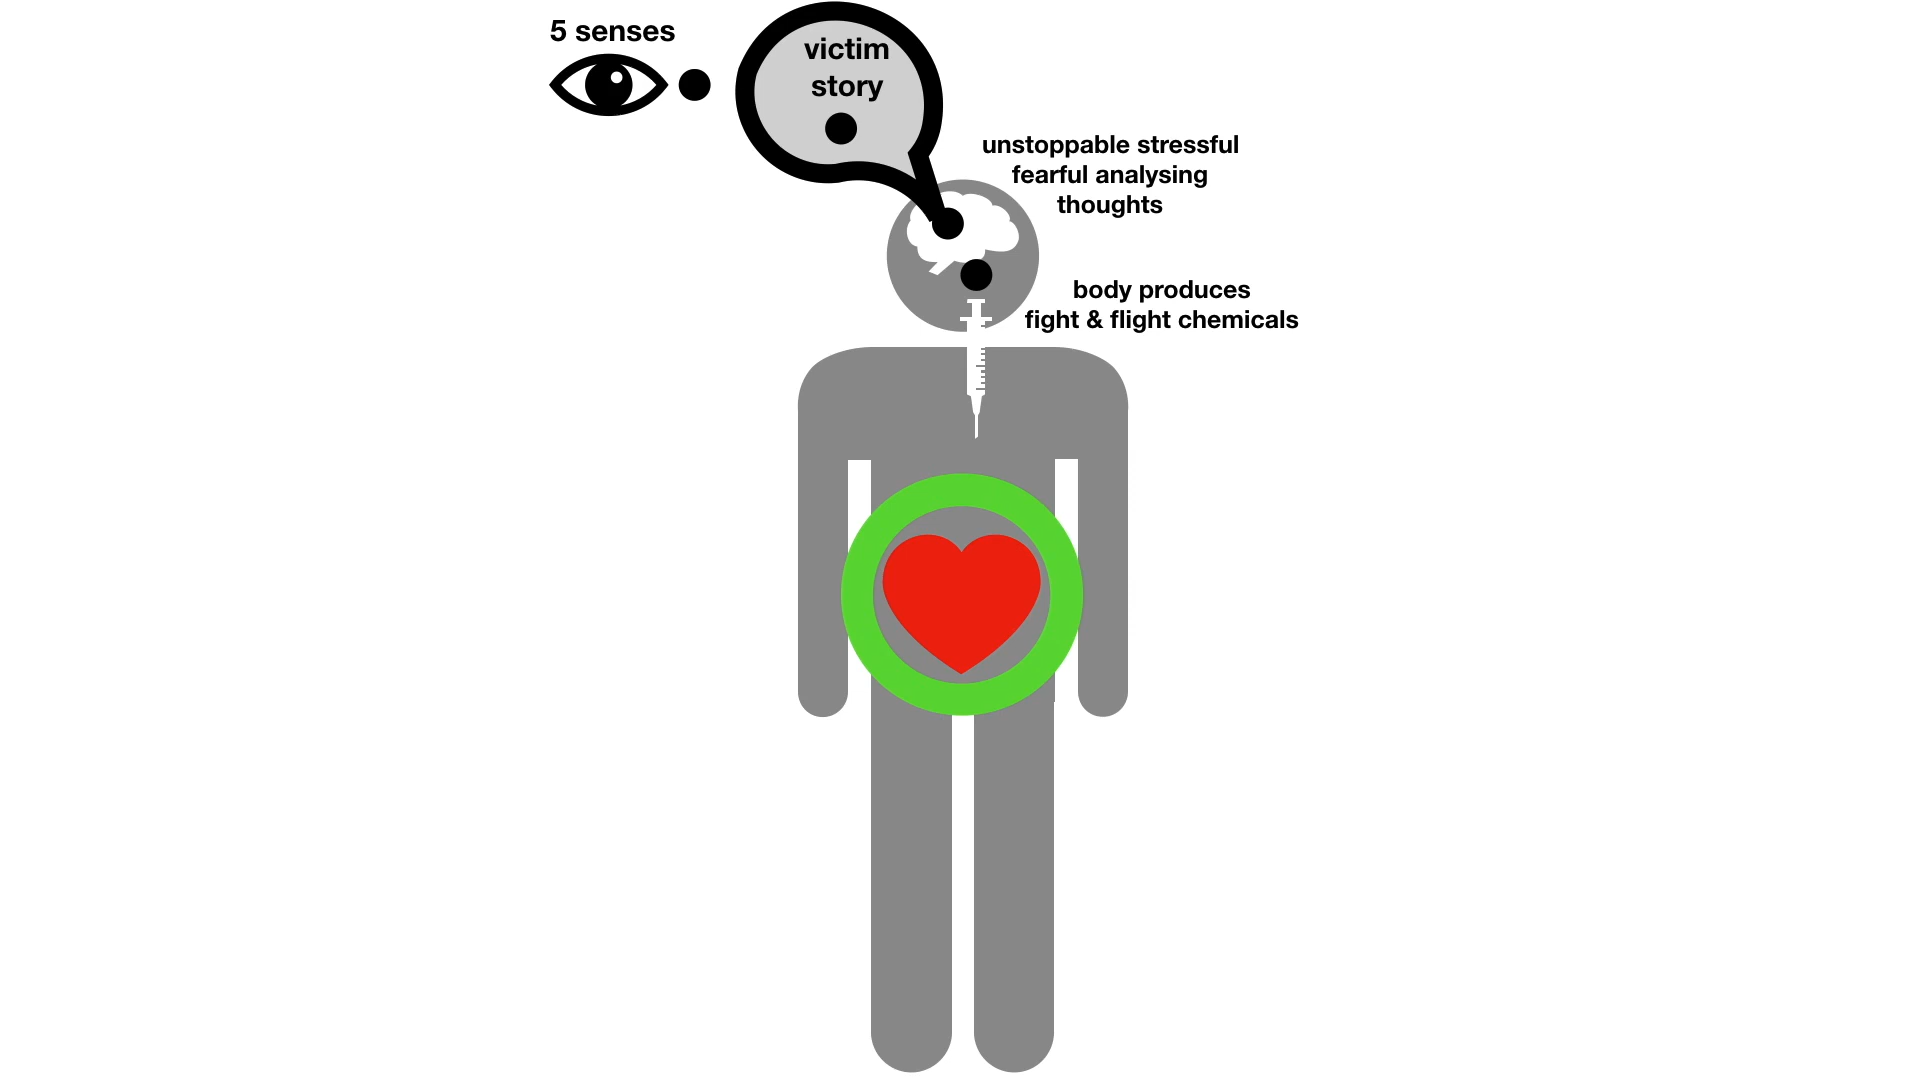 5 senses
victim
story
unstoppable stressful
fearful analysing
thoughts
body produces
fight & flight chemicals